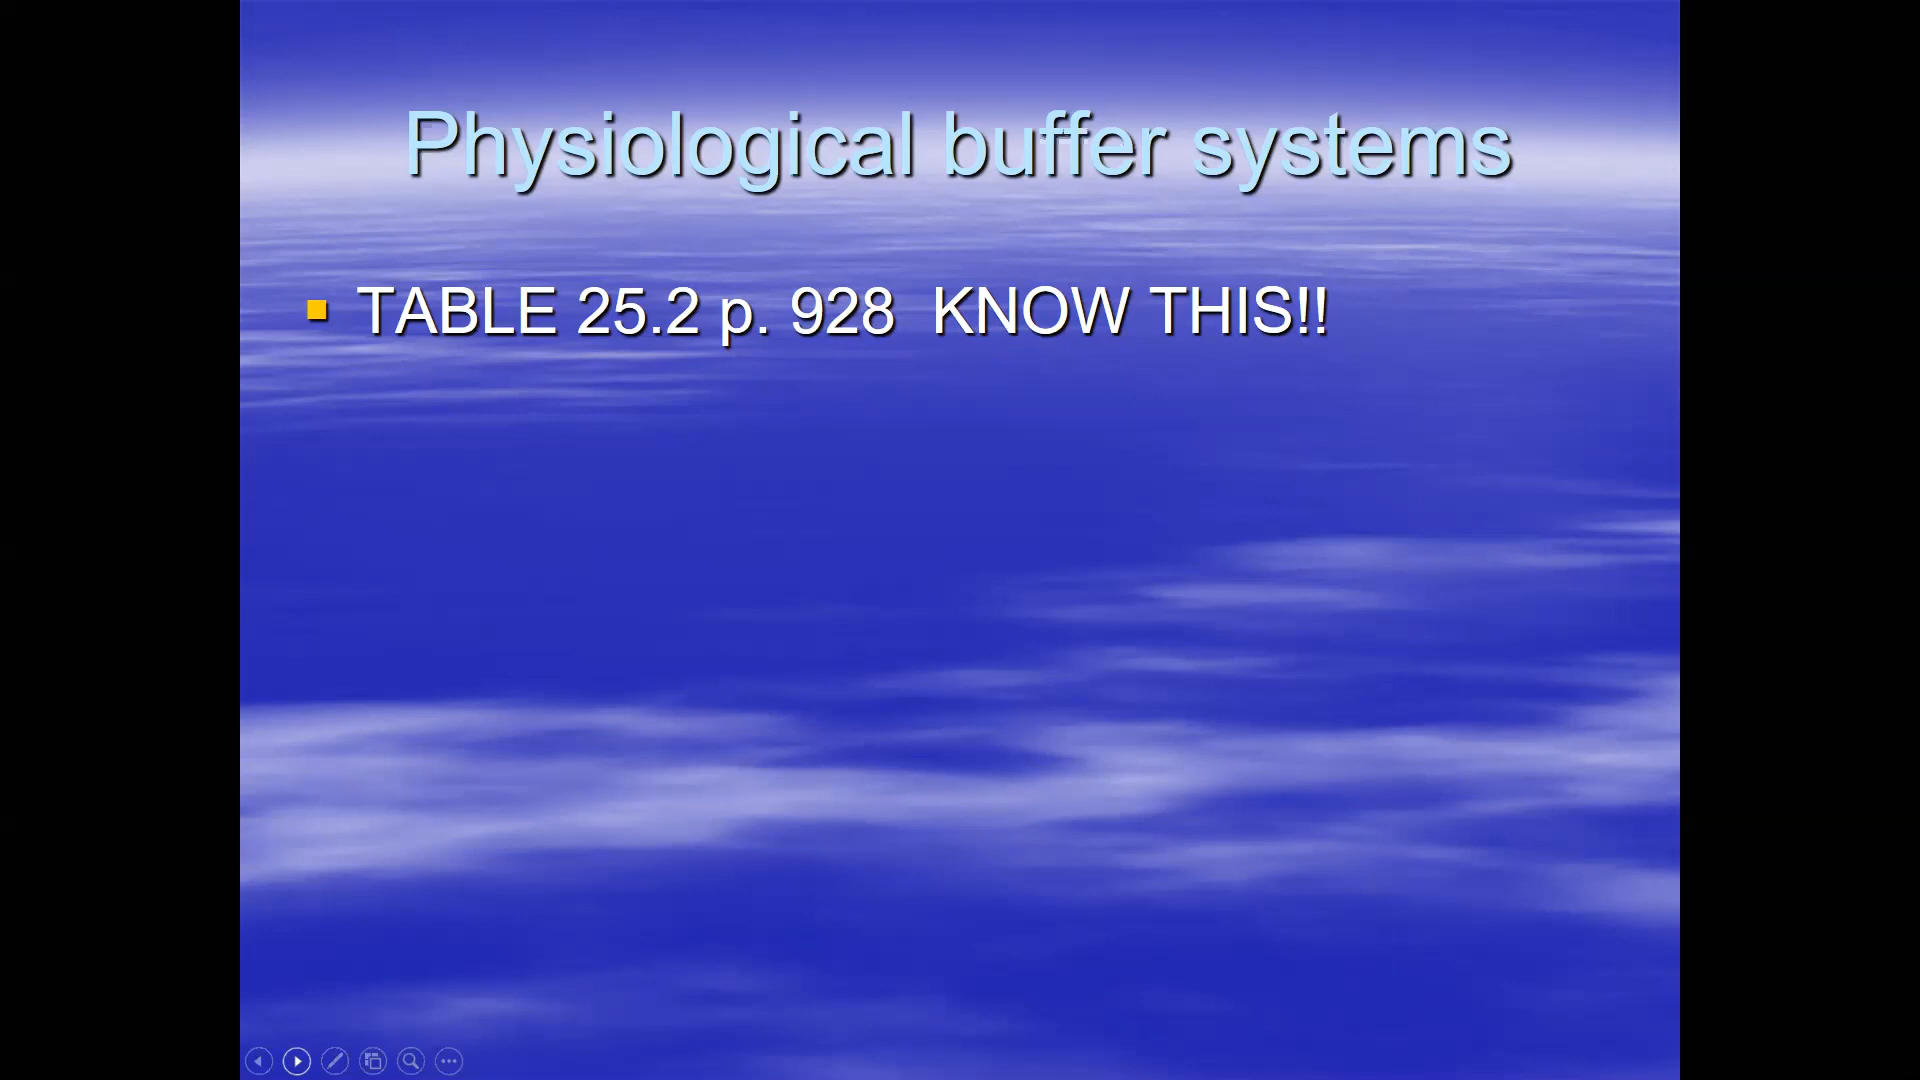 Physiological buffer systems
TABLE 25.2 p. 928  KNOW THIS!!